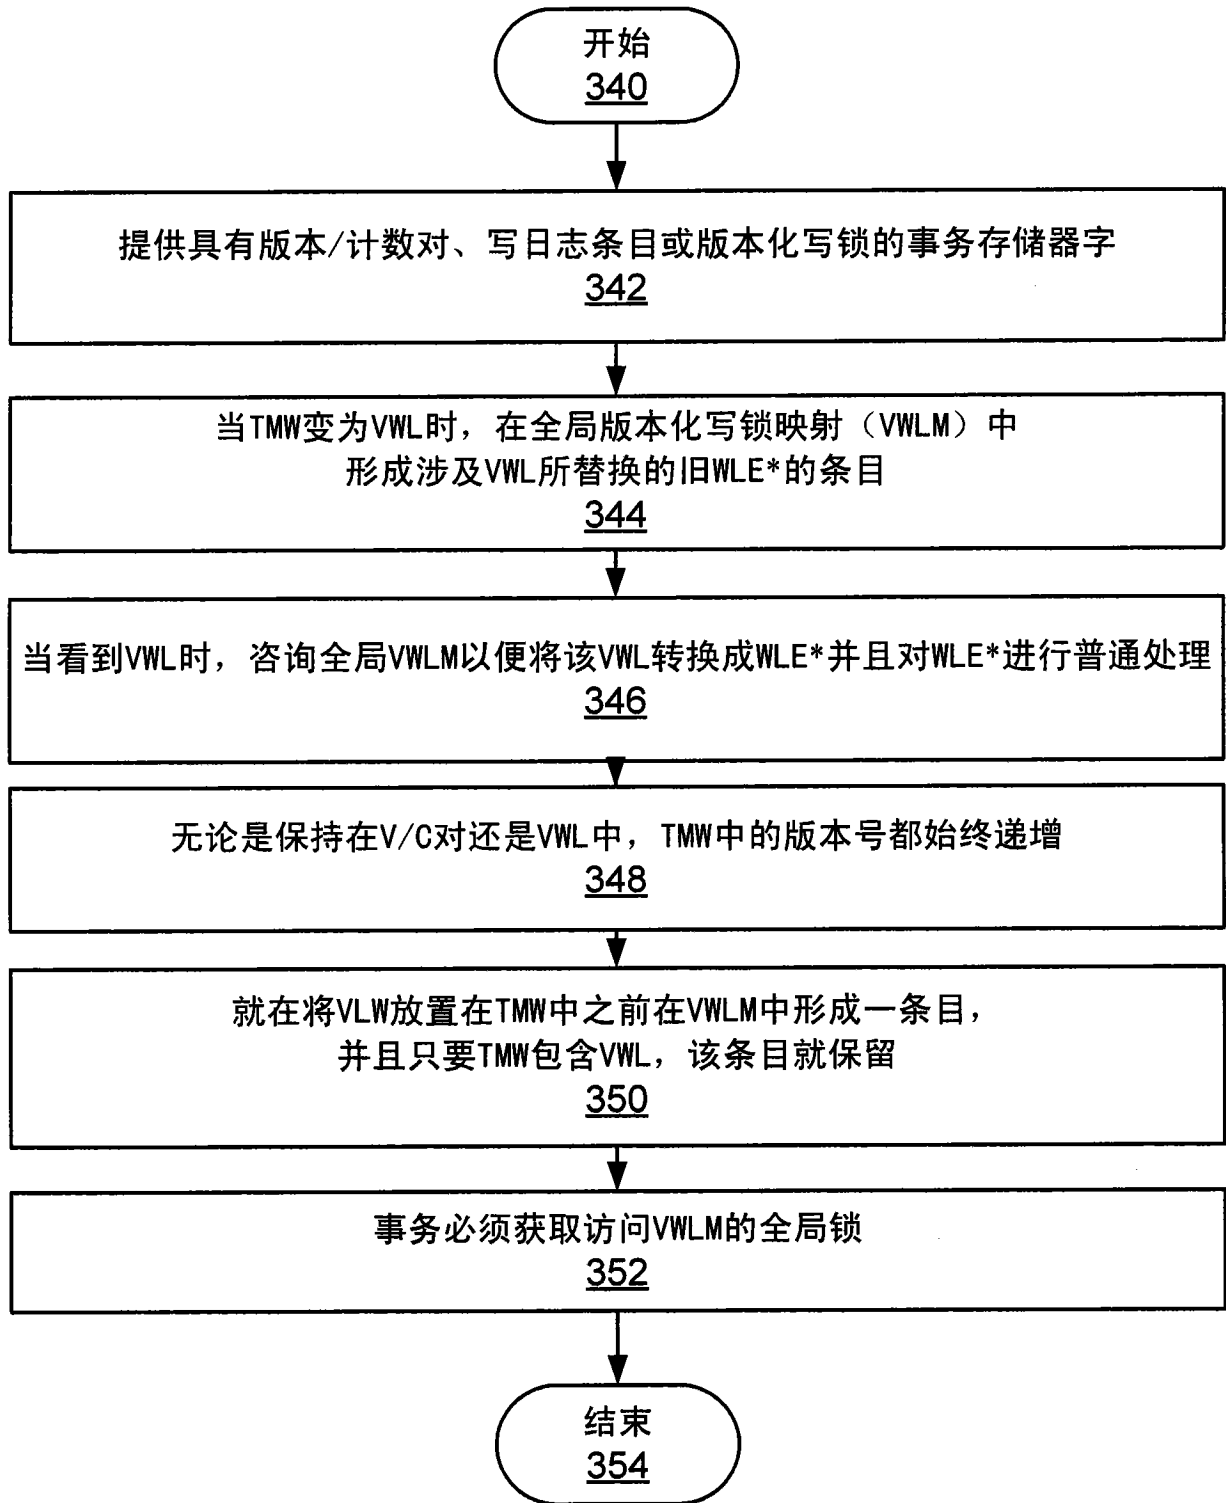 开始
340
提供具有版本/计数对、写日志条目或版本化写锁的事务存储器字
342
当TMW变为VWL时，在全局版本化写锁映射（VWLM）中
形成涉及VWL所替换的旧WLE*的条目
344
当看到VWL时，咨询全局VWLM以便将该VWL转换成WLE*并且对WLE*进行普通处理
346
无论是保持在V/C对还是VWL中，TMW中的版本号都始终递增
348
就在将VLW放置在TMW中之前在VWLM中形成一条目，
并且只要TMW包含VWL，该条目就保留
350
事务必须获取访问VWLM的全局锁
352
结束
354